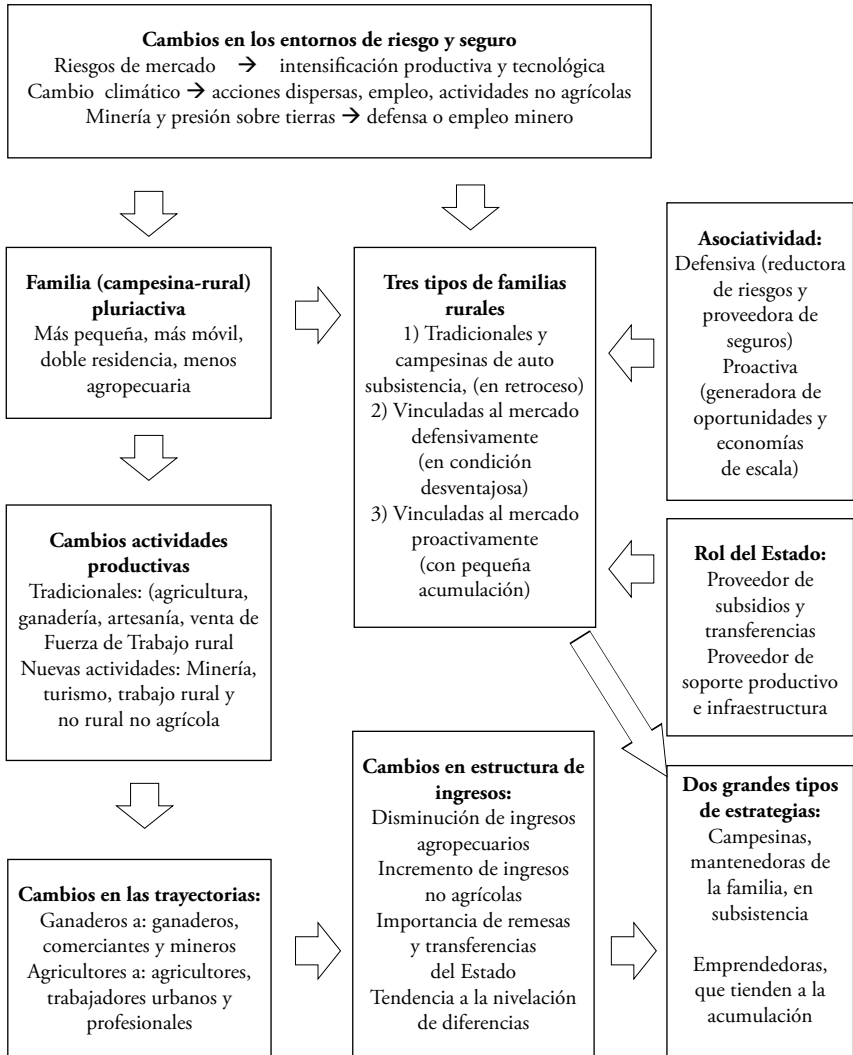 Cambios en los entornos de riesgo y seguro
Riesgos de mercado → intensificación productiva y tecnológica
Cambio climático → acciones dispersas, empleo, actividades no agrícolas
Minería y presión sobre tierras → defensa o empleo minero
Familia (campesina-rural)
pluriactiva
Más pequeña, más móvil,
doble residencia, menos
agropecuaria
Tres tipos de familias
rurales
1) Tradicionales y
campesinas de auto
subsistencia, (en retroceso)
2) Vinculadas al mercado
defensivamente
(en condición
desventajosa)
3) Vinculadas al mercado
proactivamente
(con pequeña
acumulación)
Asociatividad:
Defensiva (reductora
de riesgos y
proveedora de
seguros)
Proactiva
(generadora de
oportunidades y
economías
de escala)
Cambios actividades
productivas
Tradicionales: (agricultura,
ganadería, artesanía, venta de
Fuerza de Trabajo rural
Nuevas actividades: Minería,
turismo, trabajo rural y
no rural no agrícola
Rol del Estado:
Proveedor de
subsidios y
transferencias
Proveedor de
soporte productivo
e infraestructura
Cambios en las trayectorias:
Ganaderos a: ganaderos,
comerciantes y mineros
Agricultores a: agricultores,
trabajadores urbanos y
profesionales
Cambios en estructura de
ingresos:
Disminución de ingresos
agropecuarios
Incremento de ingresos
no agrícolas
Importancia de remesas
y transferencias
del Estado
Tendencia a la nivelación
de diferencias
Dos grandes tipos
de estrategias:
Campesinas,
mantenedoras de
la familia, en
subsistencia
Emprendedoras,
que tienden a la
acumulación